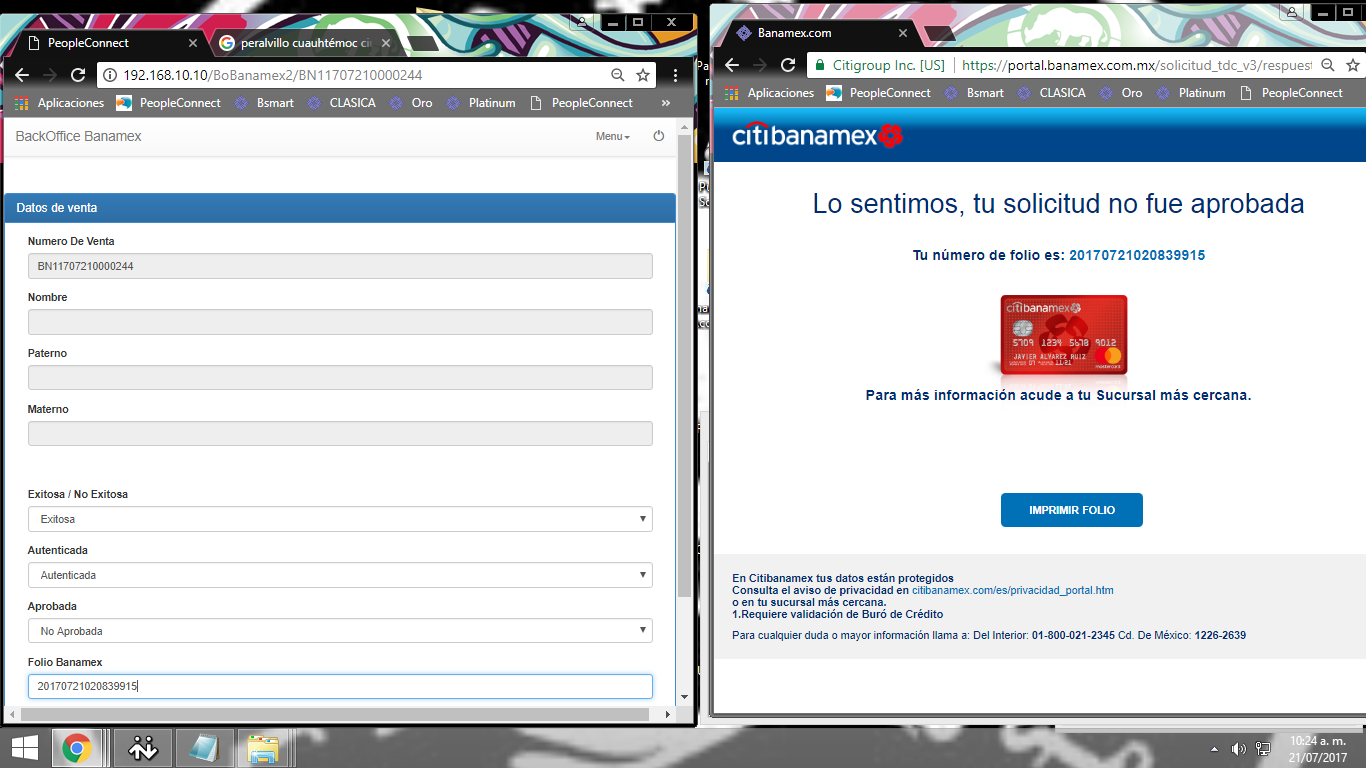 PeopleConnect
peralvillo cuauhtémoc ci
192.168.10.10/BoBanamex2/BN11707210000244
Aplicaciones PeopleConnect Bsmart CLASICA Oro Platinum PeopleConnect »
BackOffice Banamex
Menu
Datos de venta
Numero De Venta
BN11707210000244
Nombre
Paterno
Materno
Exitosa / No Exitosa
Exitosa
Autenticada
Autenticada
Aprobada
No Aprobada
Folio Banamex
20170721020839915
Banamex.com
Citigroup Inc. [US] https://portal.banamex.com.mx/solicitud_tdc_v3/respuest
Aplicaciones PeopleConnect Bsmart CLASICA Oro Platinum PeopleConnect
citibanamex
Lo sentimos, tu solicitud no fue aprobada
Tu número de folio es: 20170721020839915
citibanamex
5709 1234 5678 9012
JAVIER ALVAREZ RUIZ
07 11/21
mastercard
Para más información acude a tu Sucursal más cercana.
IMPRIMIR FOLIO
En Citibanamex tus datos están protegidos
Consulta el aviso de privacidad en citibanamex.com/es/privacidad_portal.htm
o en tu sucursal más cercana.
1.Requiere validación de Buró de Crédito
Para cualquier duda o mayor información llama a: Del Interior: 01-800-021-2345 Cd. De México: 1226-2639
10:24 a. m.
21/07/2017